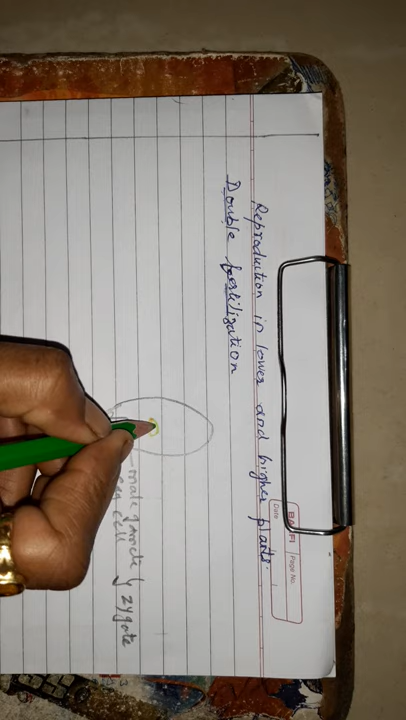 Page No.
Date
Reproduction in lower and higher plants.
Double fertilization
male gamete } zygote
egg cell